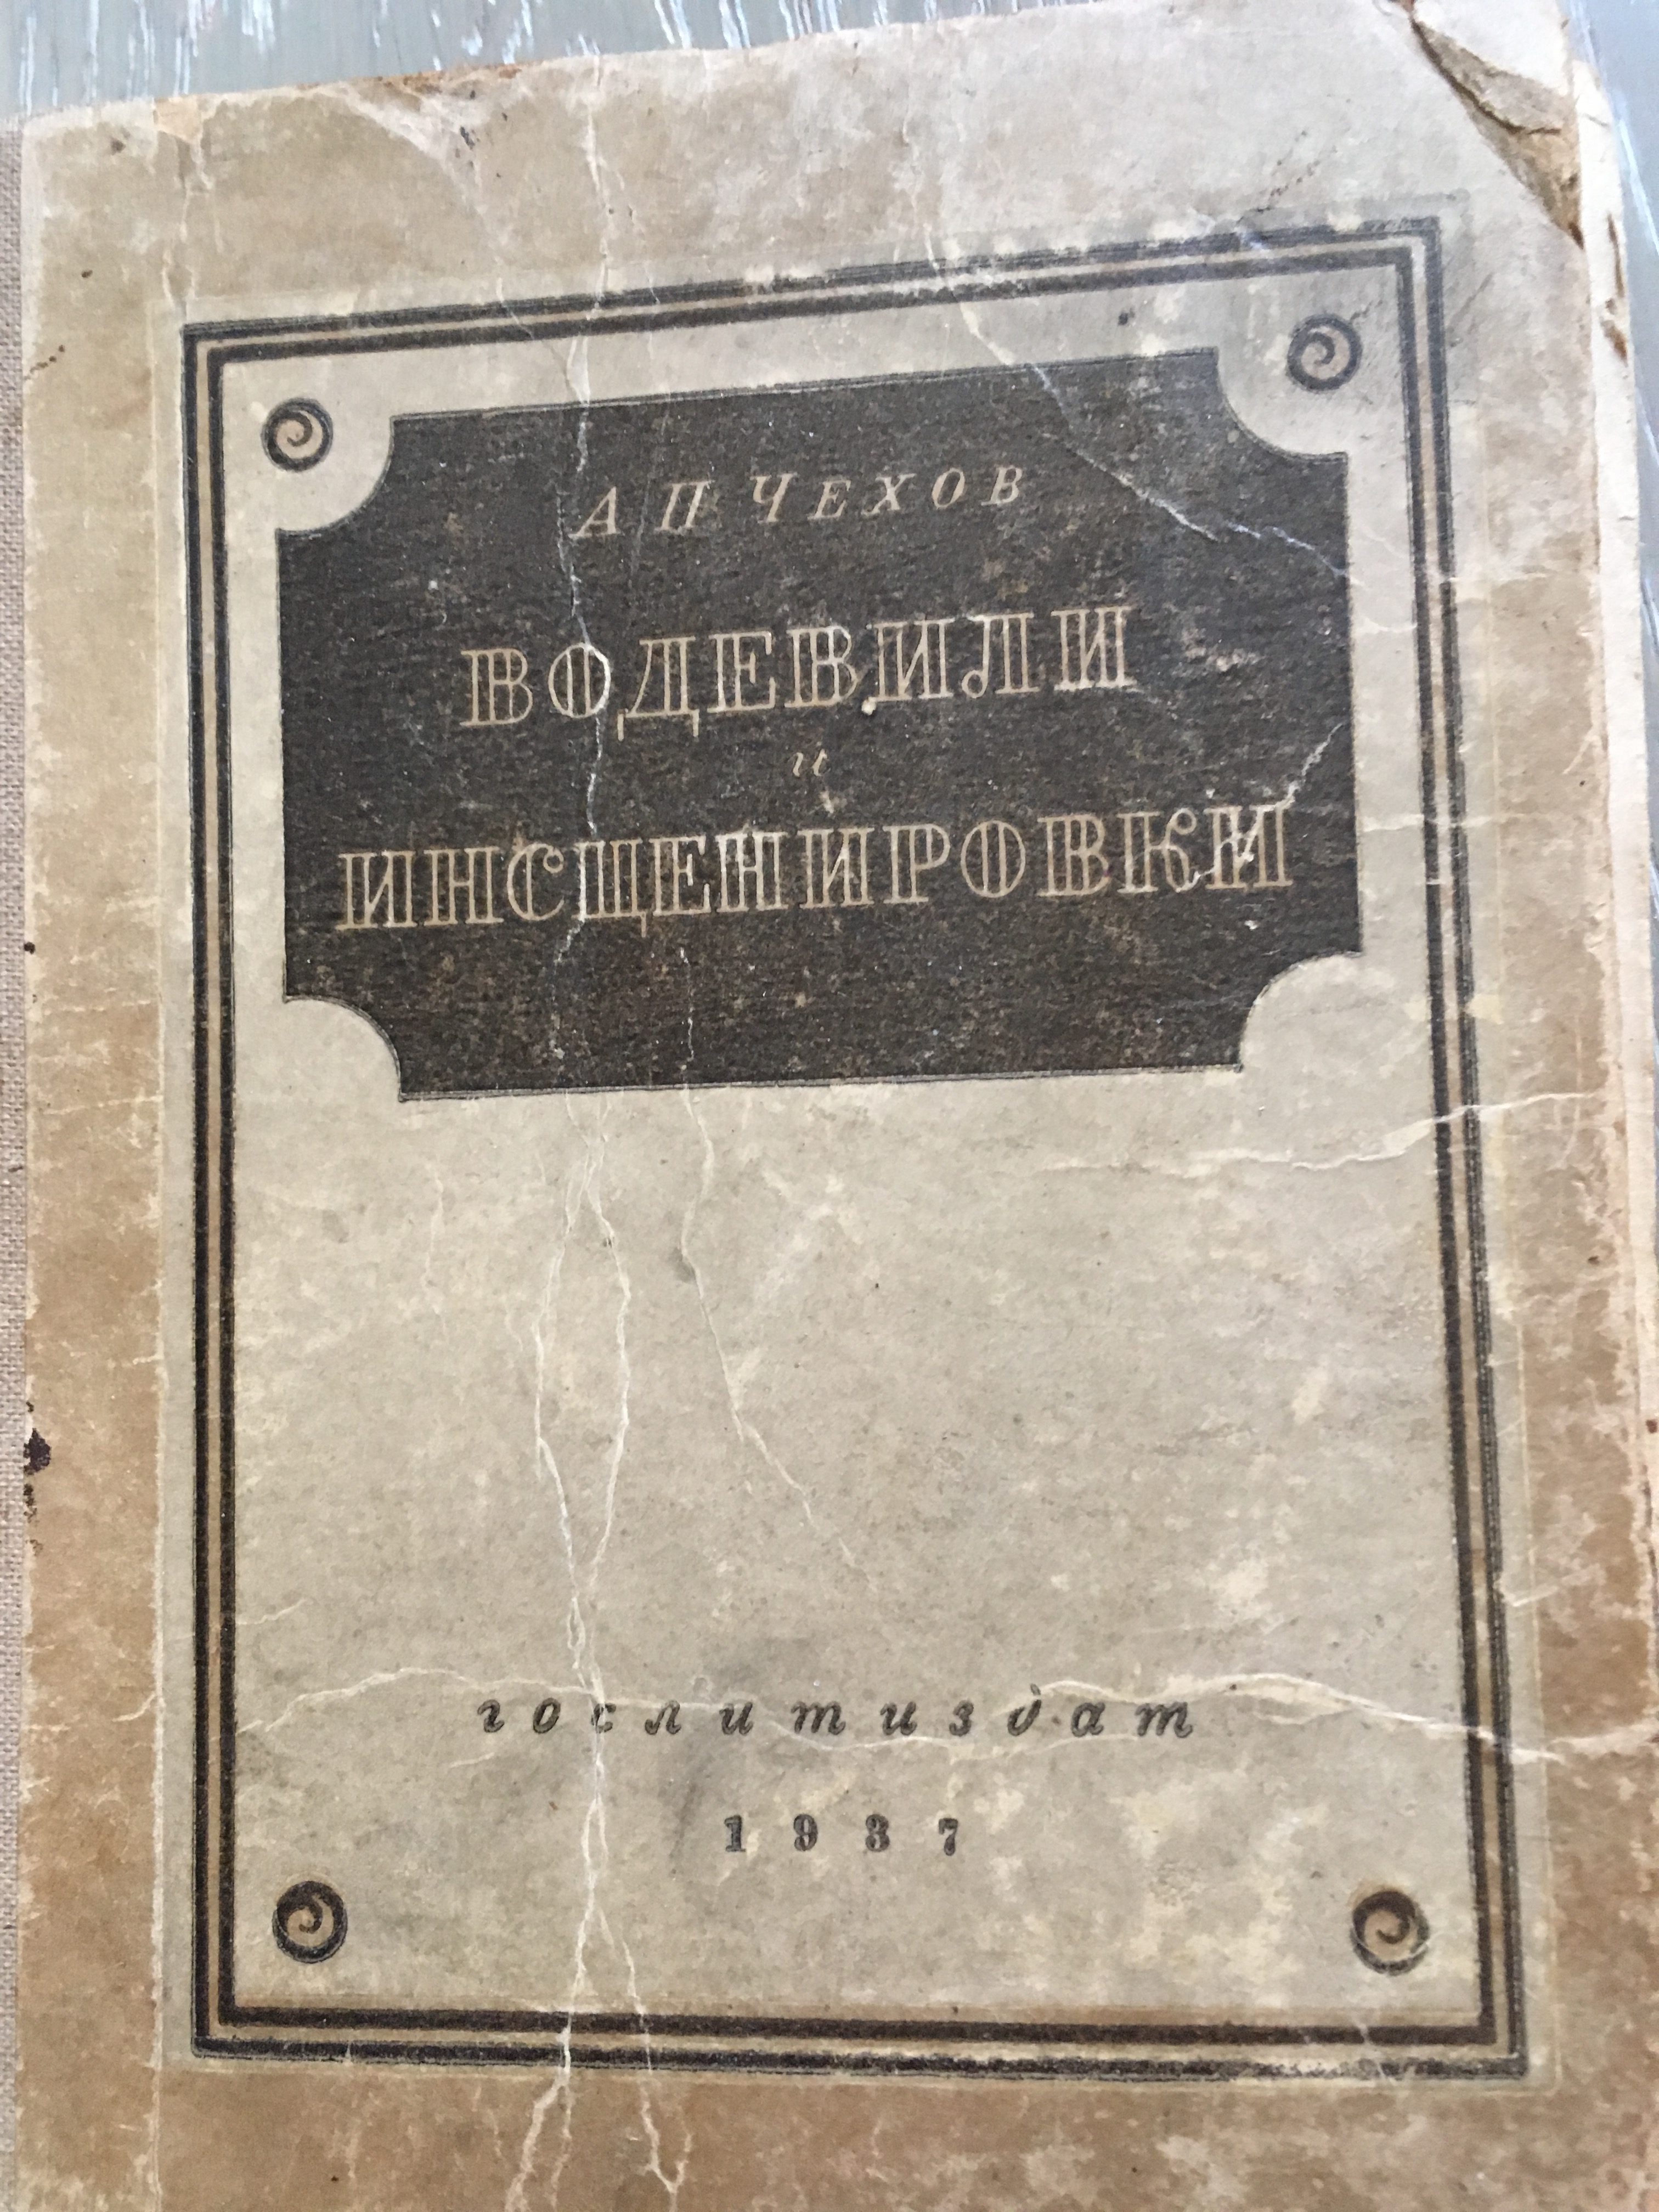 А П ЧЕХОВ
ВОДЕВИЛИ
и
ИНСЦЕНИРОВКИ
гослитиздат
1937